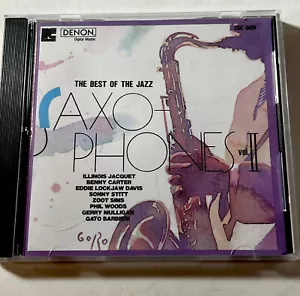 DENON
Digital Master
THE BEST OF THE JAZZ
SAXO-
PHONES vol. II
ILLINOIS JACQUET
BENNY CARTER
EDDIE LOCKJAW DAVIS
SONNY STITT
ZOOT SIMS
PHIL WOODS
GERRY MULLIGAN
GATO BARBIERI
GORO